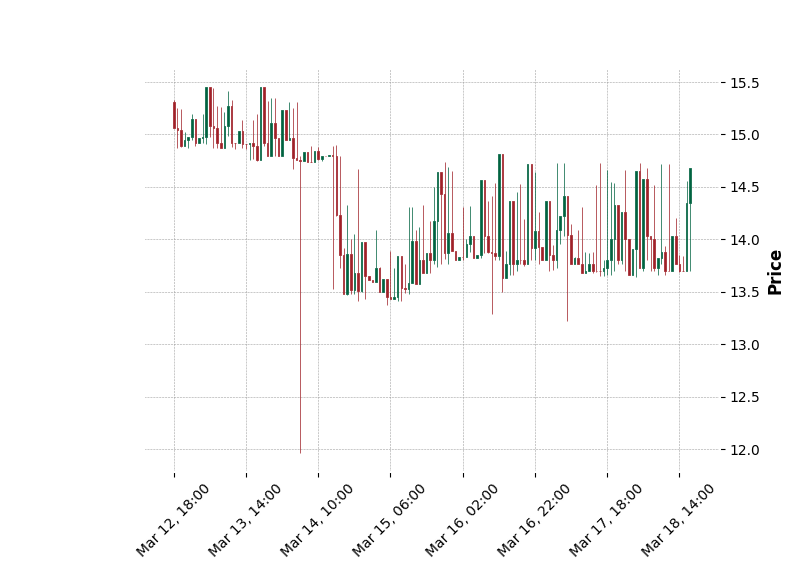 15.5
15.0
14.5
14.0
13.5
13.0
12.5
12.0
Price
Mar 12, 18:00
Mar 13, 14:00
Mar 14, 10:00
Mar 15, 06:00
Mar 16, 02:00
Mar 16, 22:00
Mar 17, 18:00
Mar 18, 14:00